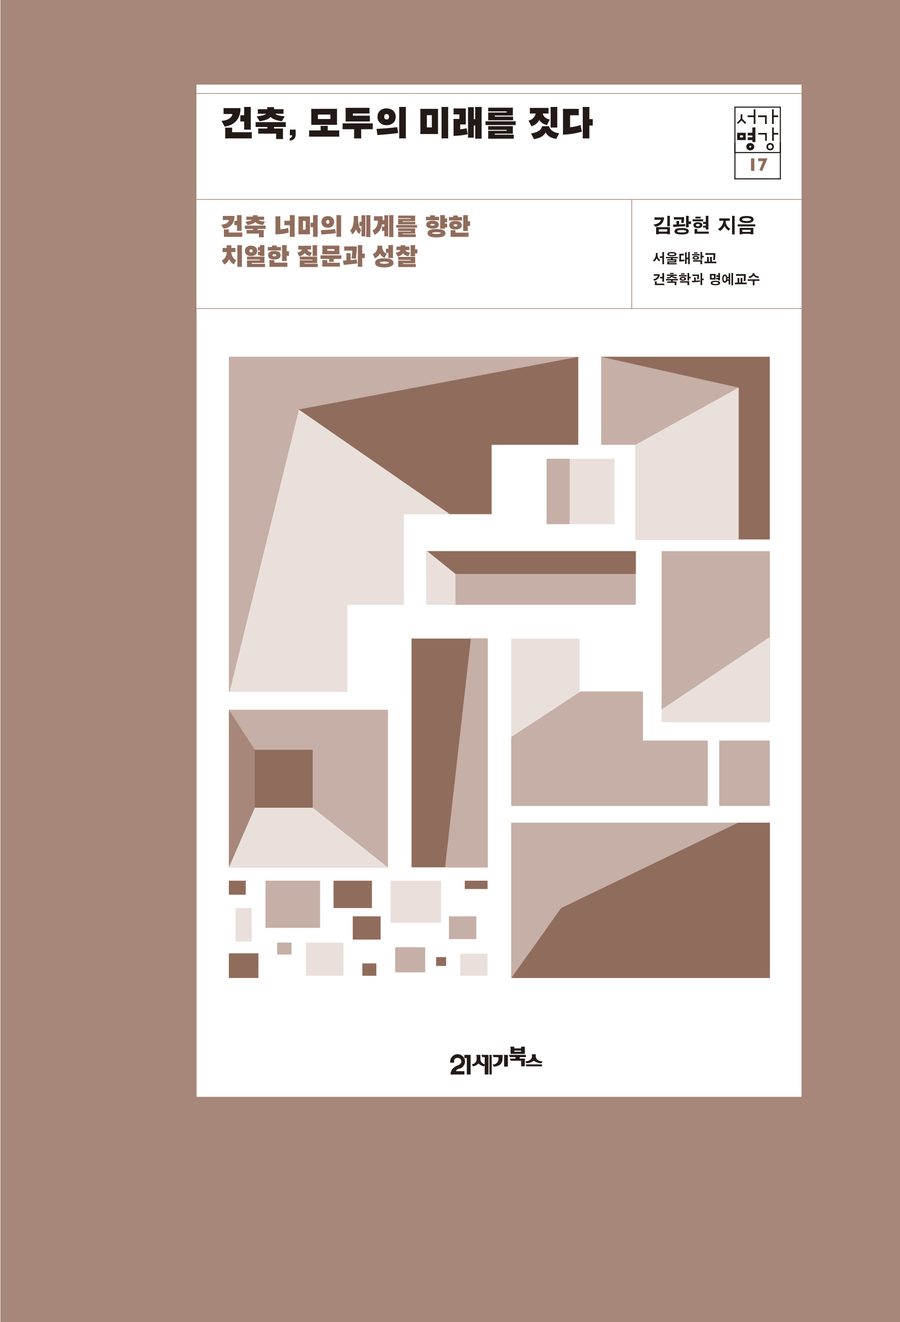 건축, 모두의 미래를 짓다
서가
명강
17
건축 너머의 세계를 향한
치열한 질문과 성찰
김광현 지음
서울대학교
건축학과 명예교수
21세기북스